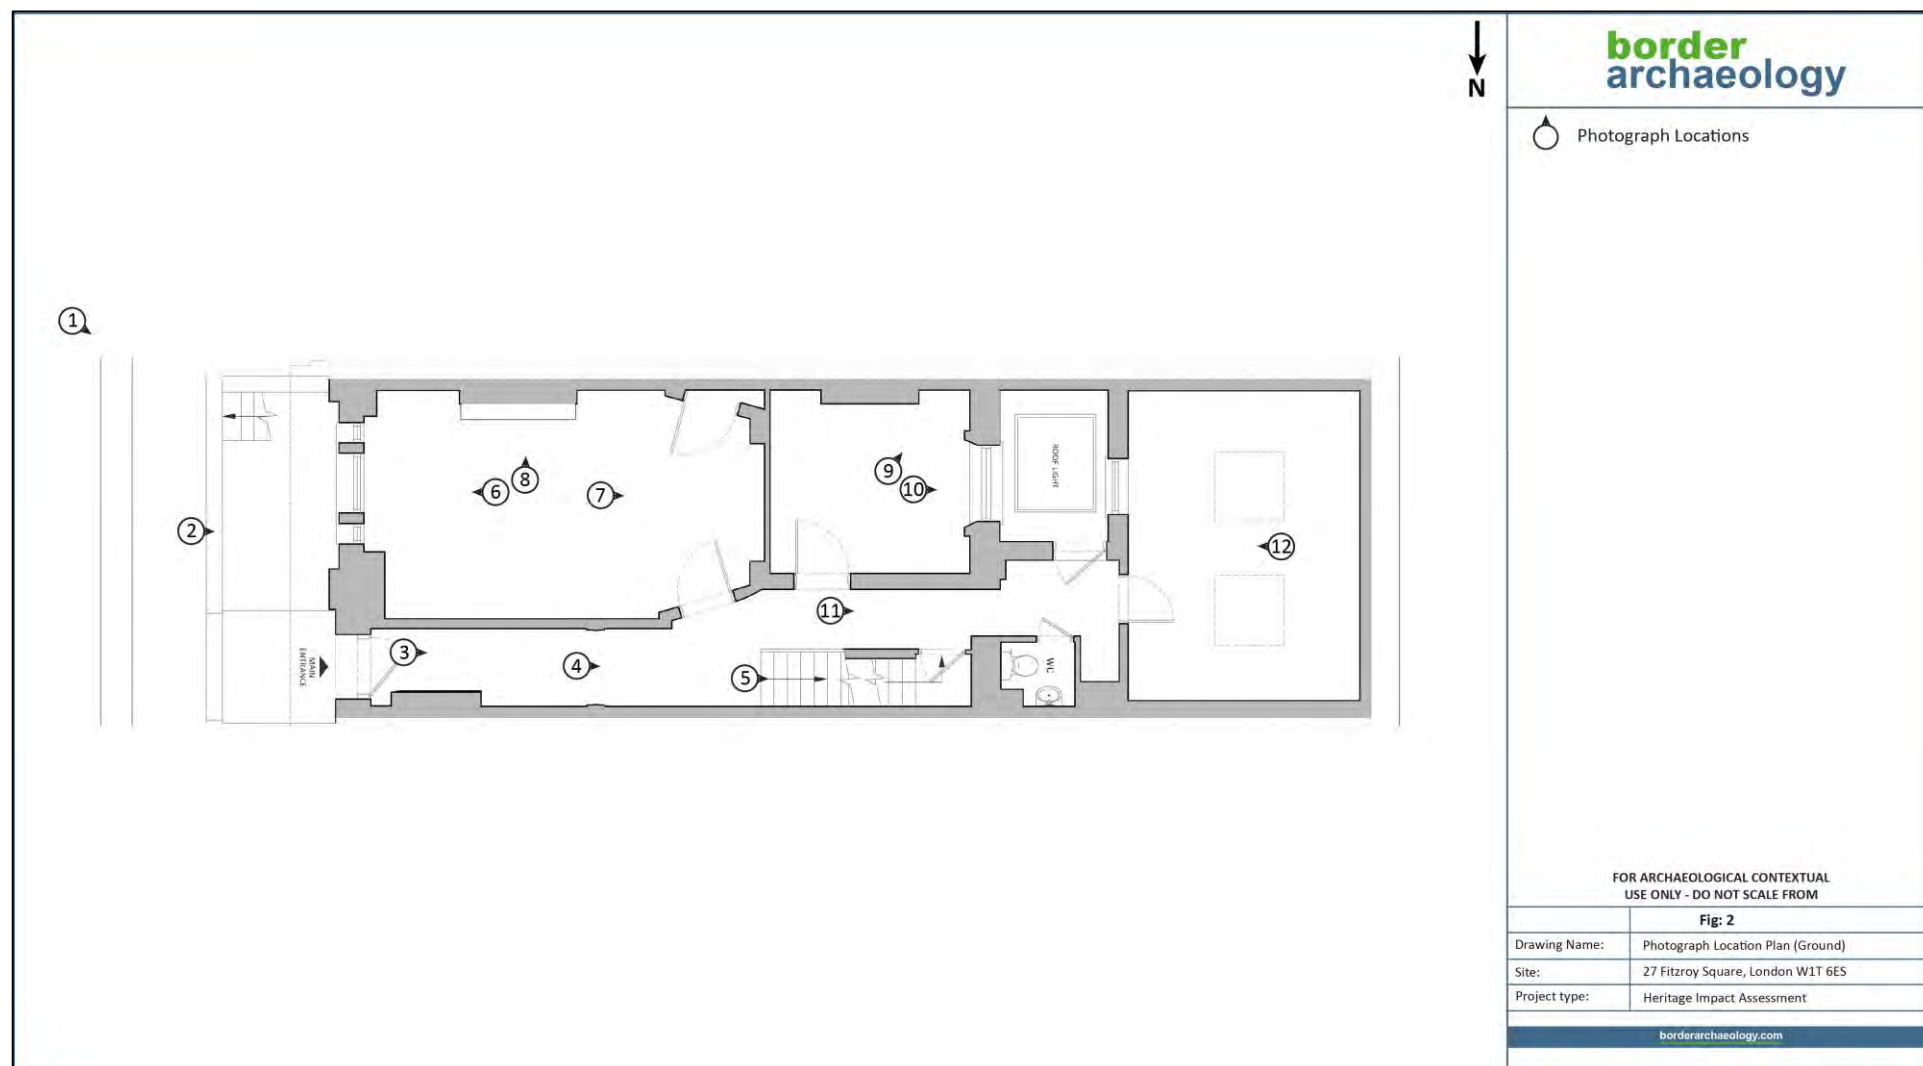 N
border
archaeology
Photograph Locations
1
2
3
4
5
6
7
8
9
10
11
12
MAIN
ENTRANCE
ROOF LIGHT
WC
FOR ARCHAEOLOGICAL CONTEXTUAL
USE ONLY - DO NOT SCALE FROM
Fig: 2
Drawing Name: Photograph Location Plan (Ground)
Site: 27 Fitzroy Square, London W1T 6ES
Project type: Heritage Impact Assessment
borderarchaeology.com